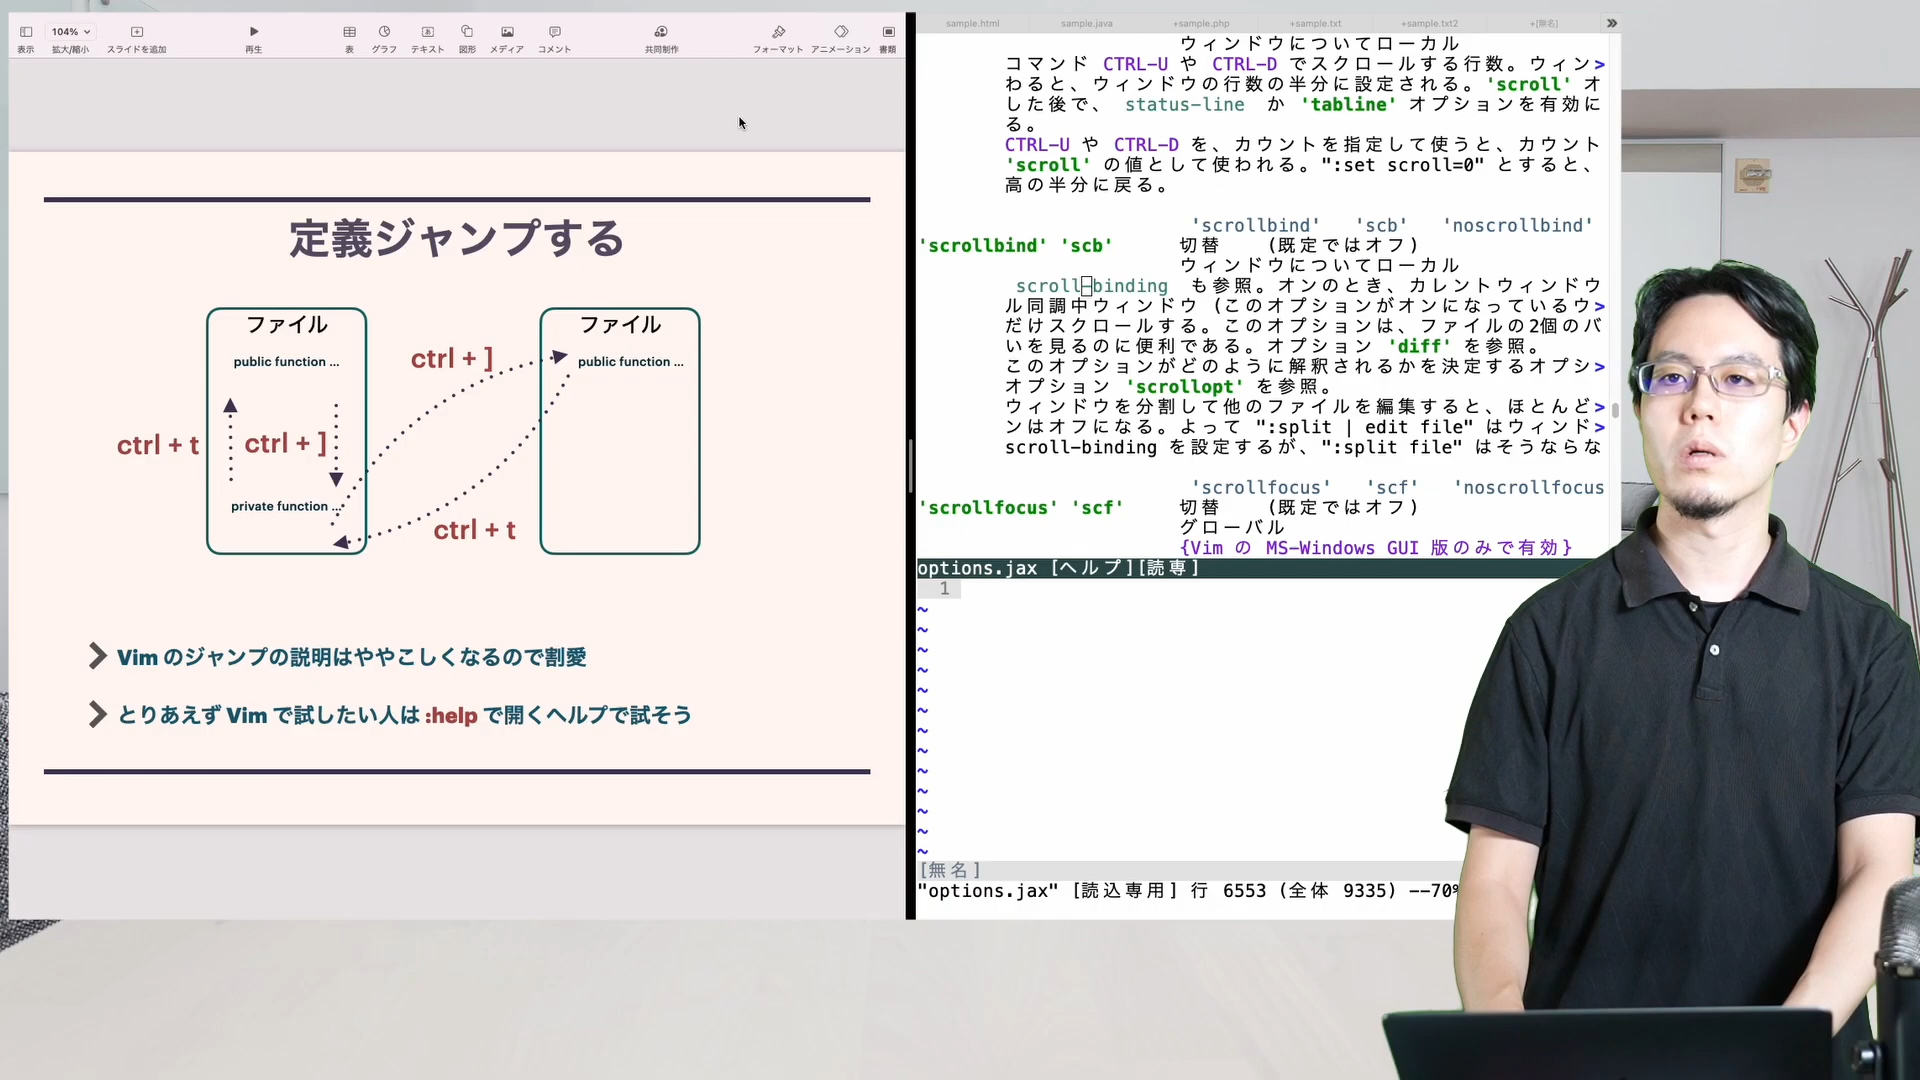 104%
表示
拡大/縮小
スライドを追加
再生
表
グラフ
テキスト
図形
メディア
コメント
共同制作
フォーマット
アニメーション
書類
定義ジャンプする
ファイル
public function ...
ctrl + t
ctrl + ]
private function ...
ctrl + ]
ctrl + t
ファイル
public function ...
Vim のジャンプの説明はややこしくなるので割愛
とりあえず Vim で試したい人は :help で開くヘルプで試そう
sample.html
sample.java
+sample.php
+sample.txt
+sample.txt2
+[無名]
ウィンドウについてローカル
コマンド CTRL-U や CTRL-D でスクロールする行数。ウィン>
わると、ウィンドウの行数の半分に設定される。'scroll' オ
した後で、 status-line か 'tabline' オプションを有効に
る。
CTRL-U や CTRL-D を、カウントを指定して使うと、カウント
'scroll' の値として使われる。":set scroll=0" とすると、
高の半分に戻る。
'scrollbind' 'scb' 'noscrollbind'
'scrollbind' 'scb' 切替 (既定ではオフ)
ウィンドウについてローカル
scroll-binding も参照。オンのとき、カレントウィンドウ
ル同調中ウィンドウ (このオプションがオンになっているウ>
だけスクロールする。このオプションは、ファイルの2個のバ
いを見るのに便利である。オプション 'diff' を参照。
このオプションがどのように解釈されるかを決定するオプシ>
オプション 'scrollopt' を参照。
ウィンドウを分割して他のファイルを編集すると、ほとんど>
ンはオフになる。よって ":split | edit file" はウィンド>
scroll-binding を設定するが、":split file" はそうならな
'scrollfocus' 'scf' 'noscrollfocus
'scrollfocus' 'scf' 切替 (既定ではオフ)
グローバル
{Vim の MS-Windows GUI 版のみで有効}
options.jax [ヘルプ][読専]
1
~
~
~
~
~
~
~
~
~
~
~
~
~
[無名]
"options.jax" [読込専用] 行 6553 (全体 9335) --70%